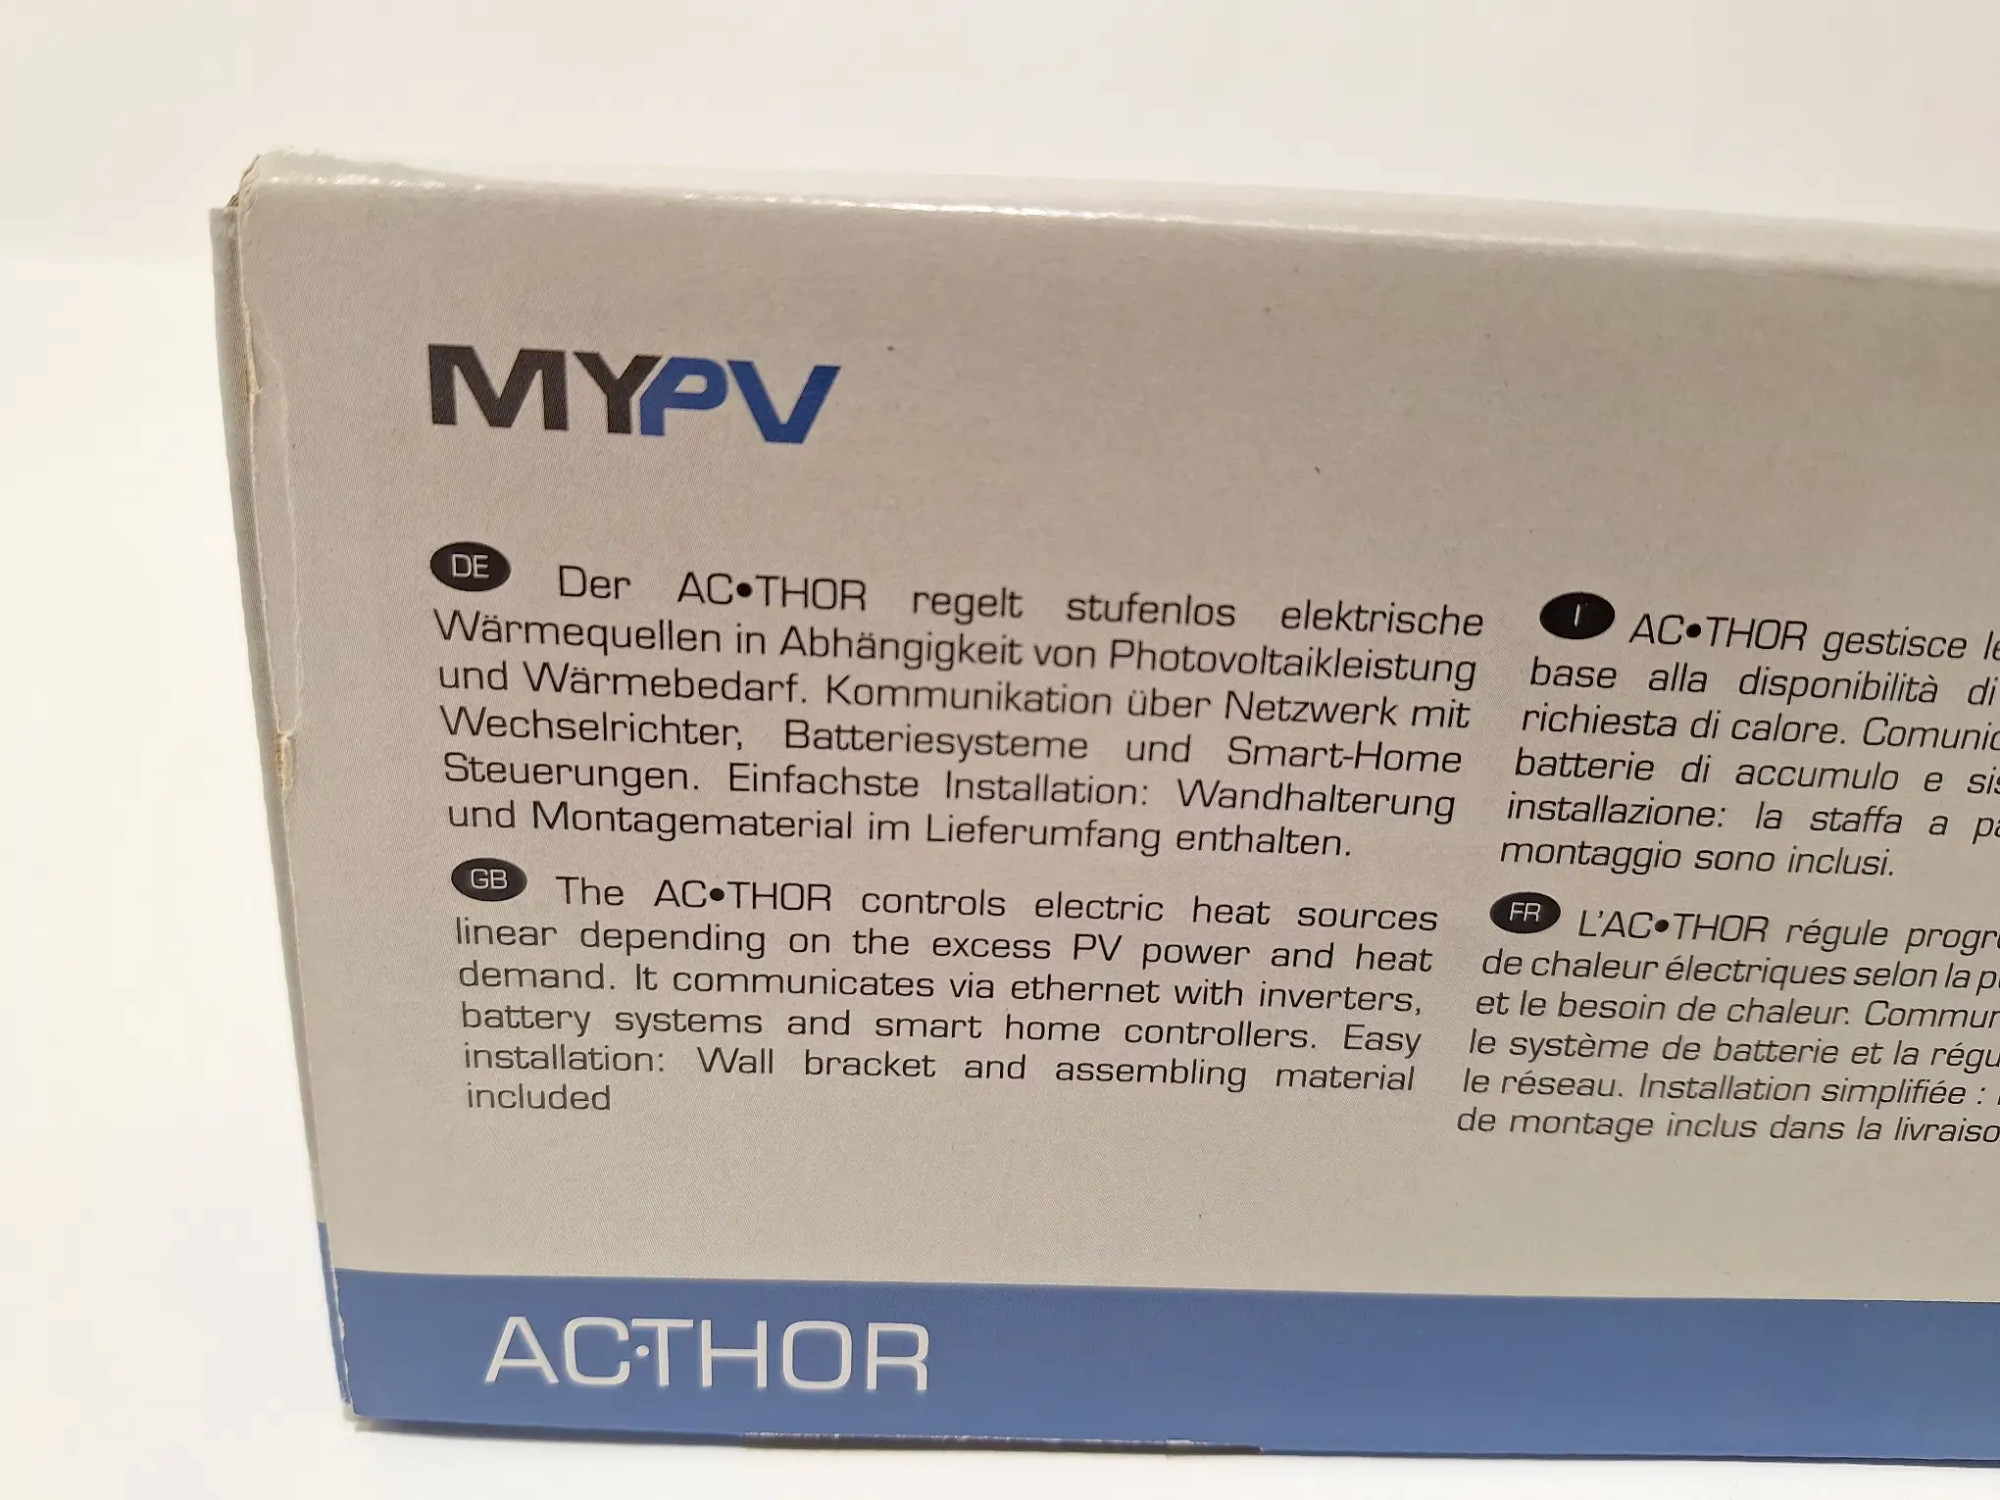 MYPV
DE Der AC•THOR regelt stufenlos elektrische
Wärmequellen in Abhängigkeit von Photovoltaikleistung
und Wärmebedarf. Kommunikation über Netzwerk mit
Wechselrichter, Batteriesysteme und Smart-Home
Steuerungen. Einfachste Installation: Wandhalterung
und Montagematerial im Lieferumfang enthalten.
GB The AC•THOR controls electric heat sources
linear depending on the excess PV power and heat
demand. It communicates via ethernet with inverters,
battery systems and smart home controllers. Easy
installation: Wall bracket and assembling material
included
I AC•THOR gestisce
base alla disponibilità di
richiesta di calore.
batterie di accumulo e
installazione: la staffa a
montaggio sono inclusi.
FR L'AC•THOR régule
de chaleur électriques selon la
et le besoin de chaleur.
le système de batterie et la
le réseau. Installation simplifiée :
de montage inclus dans la
AC•THOR